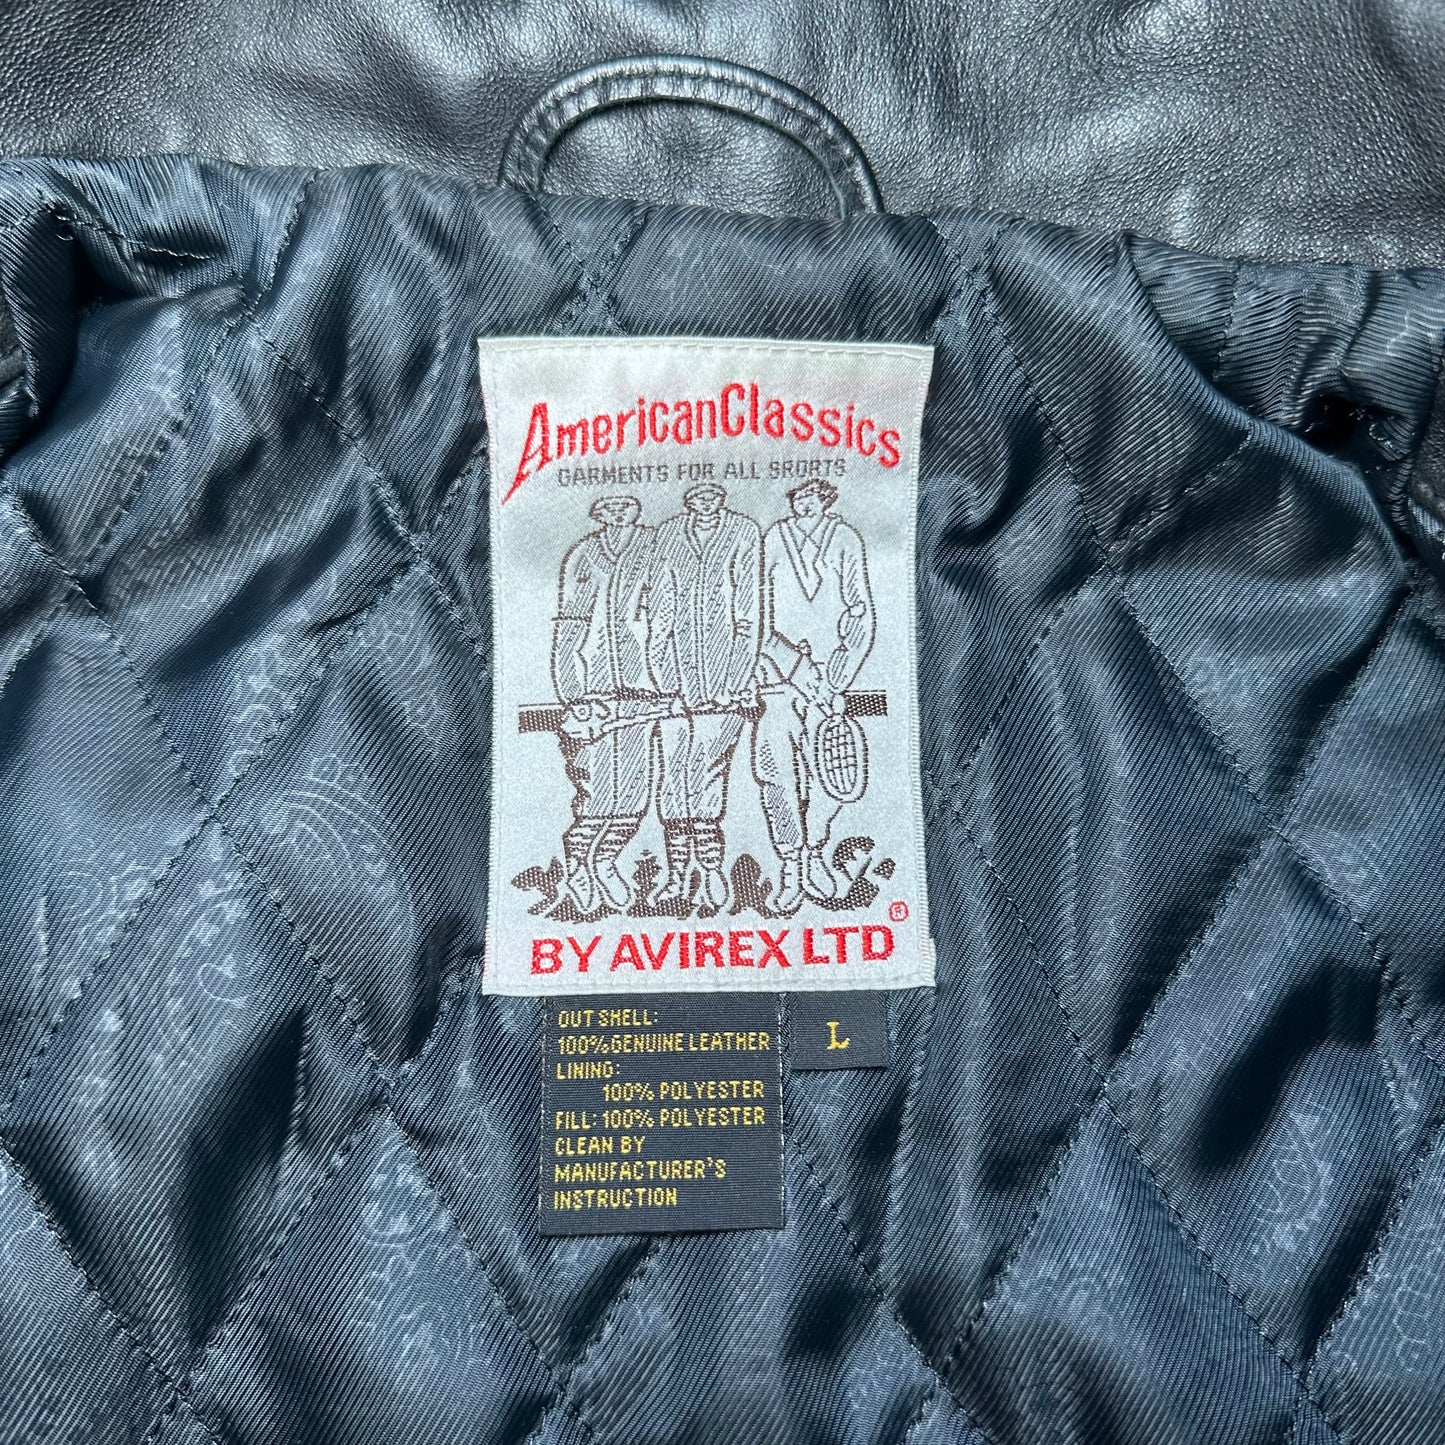 AmericanClassics
GARMENTS FOR ALL SRORTS
BY AVIREX LTD ®
OUT SHELL:
100%GENUINE LEATHER
LINING:
100% POLYESTER
FILL: 100% POLYESTER
CLEAN BY
MANUFACTURER'S
INSTRUCTION
L